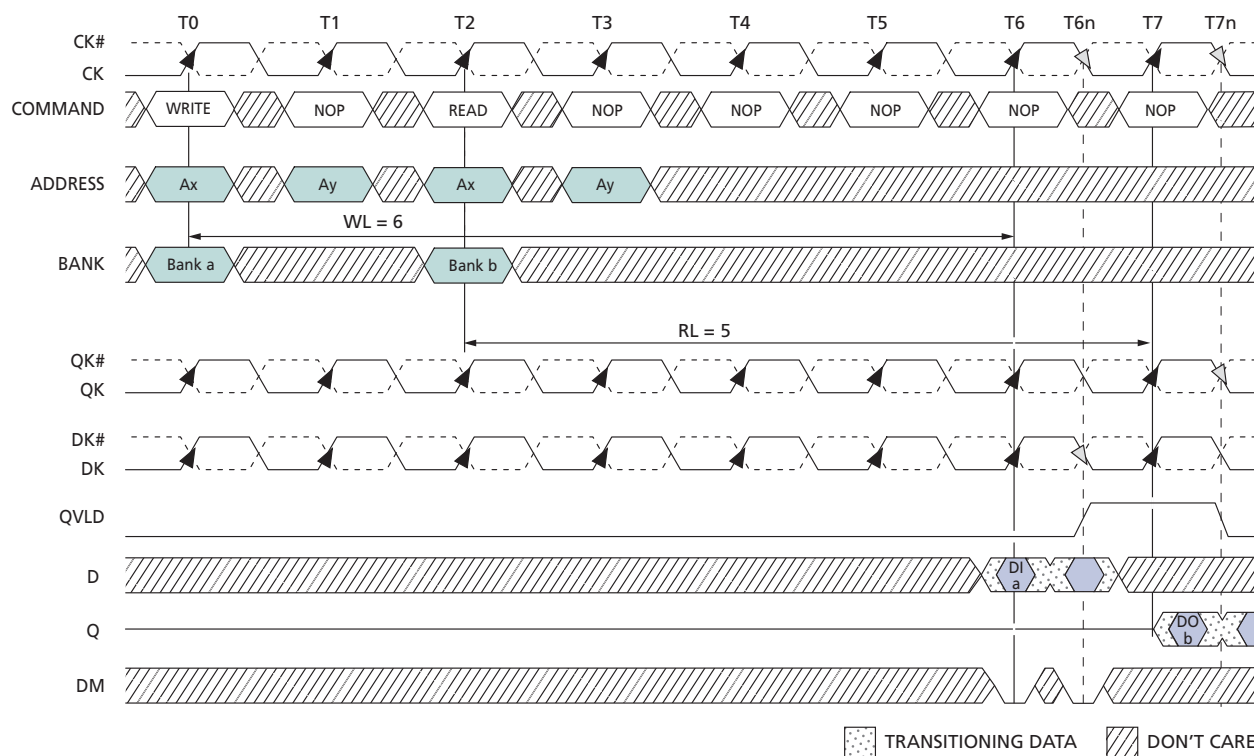 T0 T1 T2 T3 T4 T5 T6 T6n T7 T7n
CK#
CK
COMMAND WRITE NOP READ NOP NOP NOP NOP NOP
ADDRESS Ax Ay Ax Ay
WL = 6
BANK Bank a Bank b
RL = 5
QK#
QK
DK#
DK
QVLD
D DI a
Q DO b
DM
TRANSITIONING DATA DON'T CARE